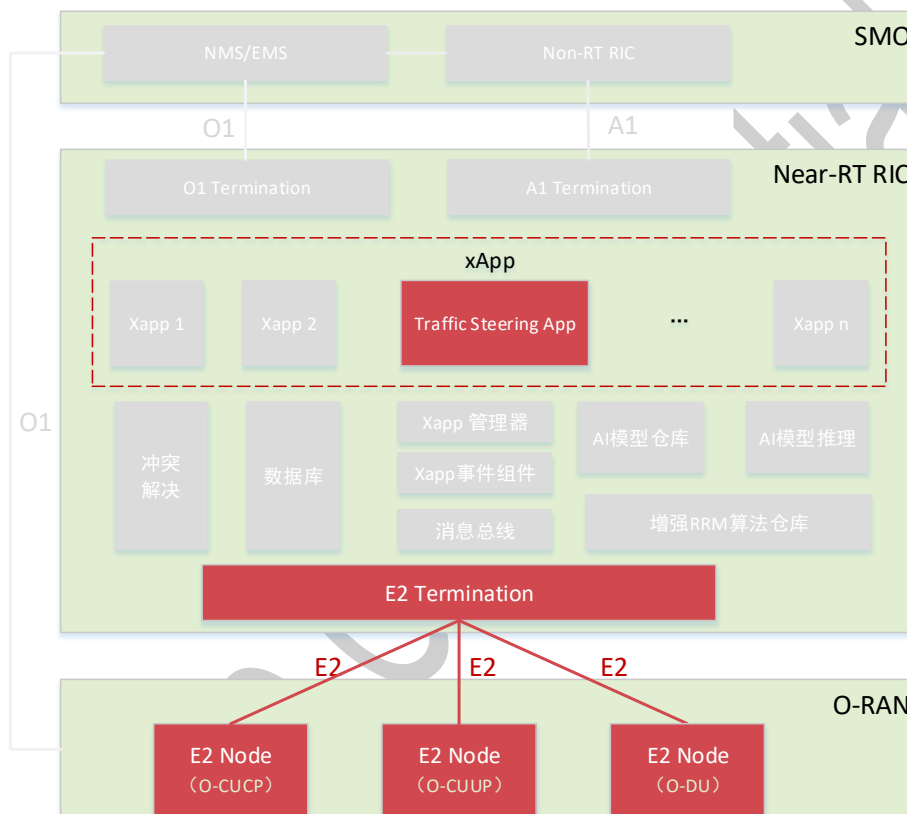 SMO
NMS/EMS
Non-RT RIC
O1
A1
Near-RT RIC
O1 Termination
A1 Termination
xApp
Xapp 1
Xapp 2
Traffic Steering App
...
Xapp n
O1
冲突
解决
数据库
Xapp 管理器
Xapp事件组件
消息总线
AI模型仓库
AI模型推理
增强RRM算法仓库
E2 Termination
E2
E2
E2
O-RAN
E2 Node
（O-CUCP）
E2 Node
（O-CUUP）
E2 Node
（O-DU）